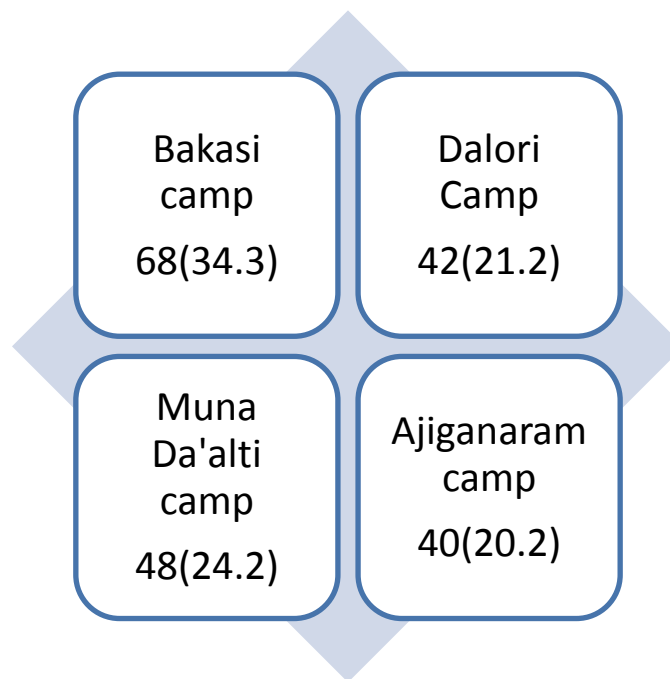 Bakasi
camp
68(34.3)
Dalori
Camp
42(21.2)
Muna
Da'alti
camp
48(24.2)
Ajiganaram
camp
40(20.2)